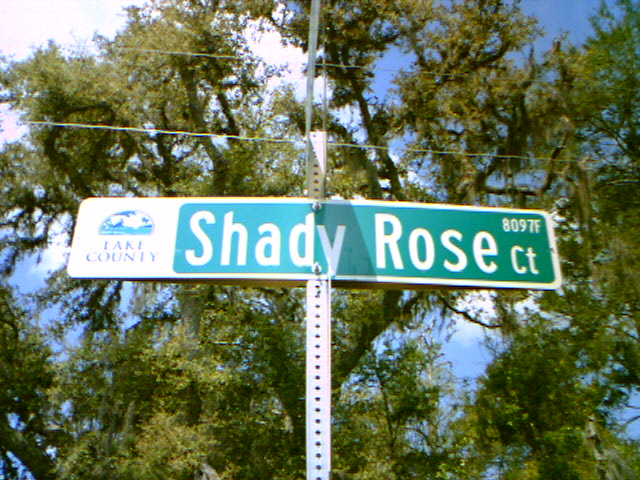 LAKE
COUNTY
Shady Rose Ct
8097F